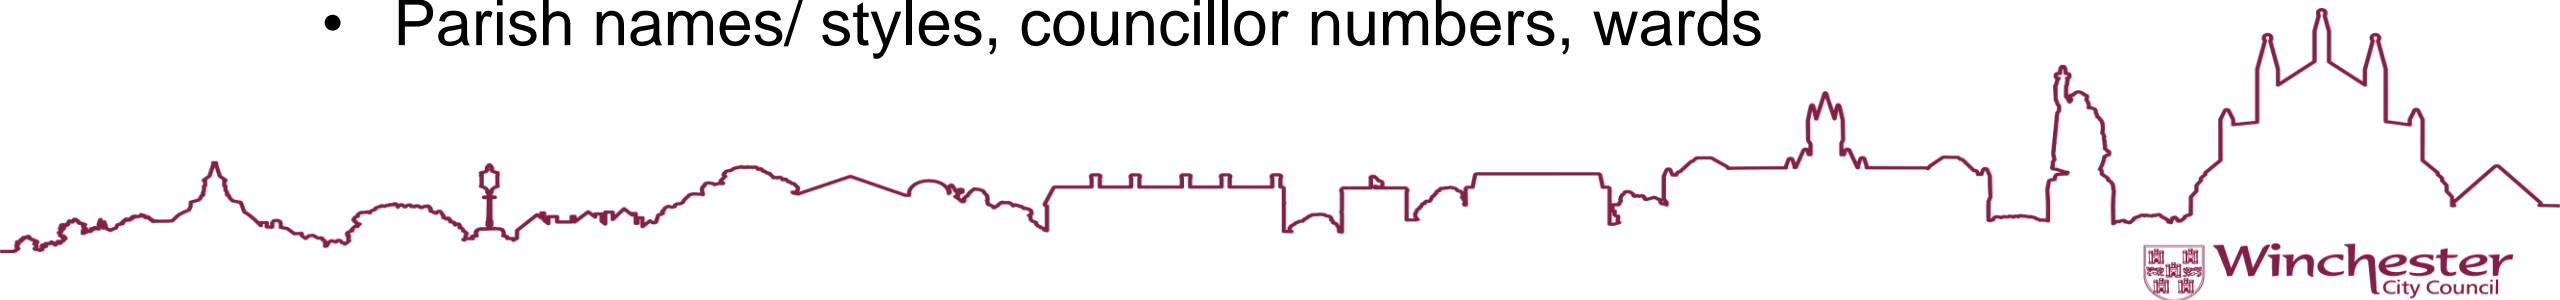 • Parish names/ styles, councillor numbers, wards
Winchester
City Council